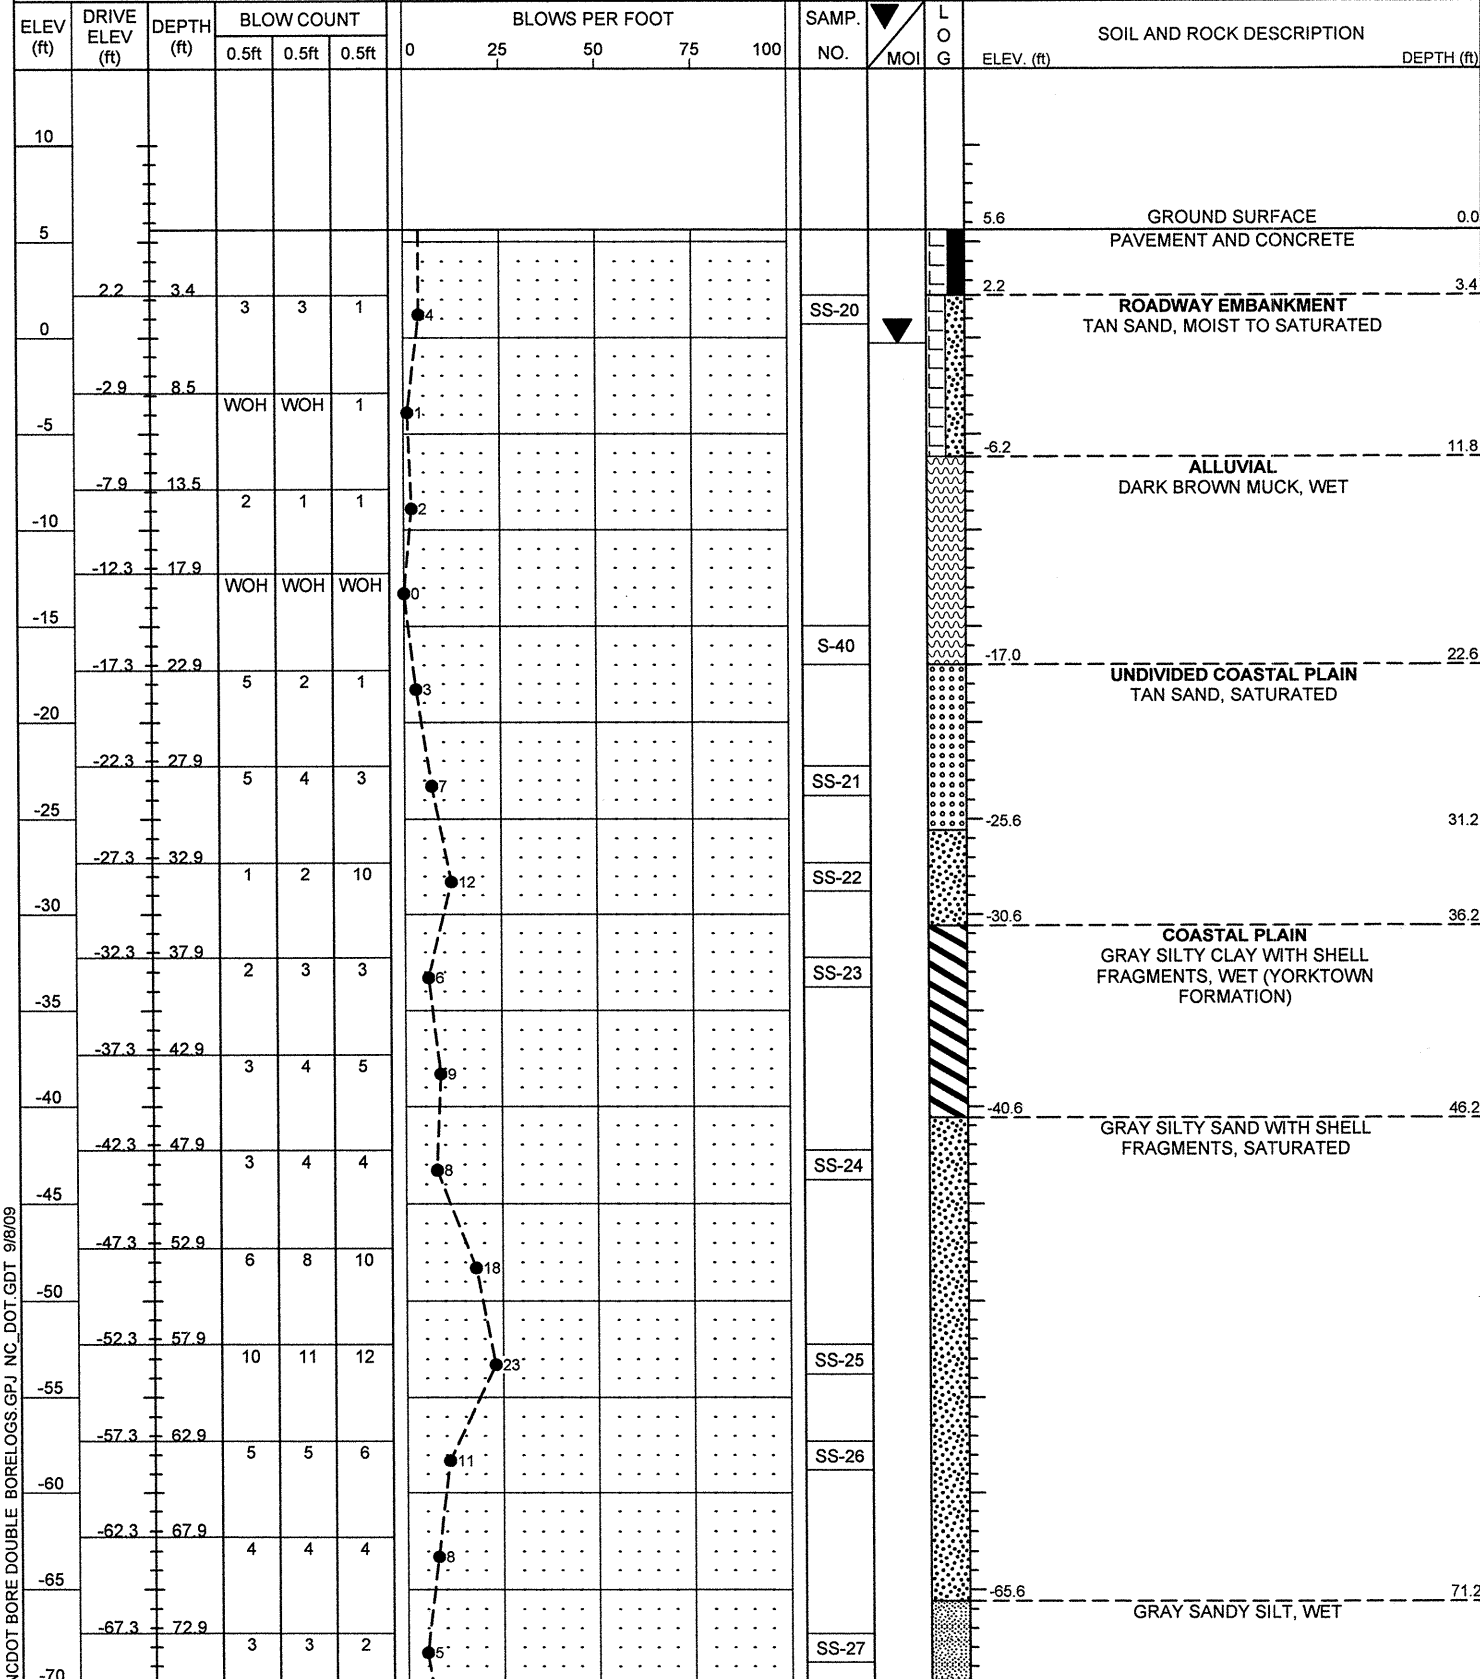 ELEV (ft) DRIVE ELEV (ft) DEPTH (ft) BLOW COUNT BLOWS PER FOOT SAMP. NO. MOI L O G SOIL AND ROCK DESCRIPTION
0.5ft 0.5ft 0.5ft 0 25 50 75 100 ELEV. (ft) DEPTH (ft)
10
5.6 GROUND SURFACE 0.0
5 PAVEMENT AND CONCRETE
2.2 3.4 2.2 3.4
3 3 1 4 SS-20 ROADWAY EMBANKMENT
0 TAN SAND, MOIST TO SATURATED
-2.9 8.5
WOH WOH 1 1
-5
-6.2 11.8
ALLUVIAL
-7.9 13.5 DARK BROWN MUCK, WET
2 1 1 2
-10
-12.3 17.9
WOH WOH WOH 0
-15
S-40
-17.0 22.6
-17.3 22.9 UNDIVIDED COASTAL PLAIN
5 2 1 3 TAN SAND, SATURATED
-20
-22.3 27.9
5 4 3 7 SS-21
-25 -25.6 31.2
-27.3 32.9
1 2 10 12 SS-22
-30 -30.6 36.2
COASTAL PLAIN
-32.3 37.9 GRAY SILTY CLAY WITH SHELL
2 3 3 6 SS-23 FRAGMENTS, WET (YORKTOWN
FORMATION)
-35
-37.3 42.9
3 4 5 9
-40 -40.6 46.2
GRAY SILTY SAND WITH SHELL
-42.3 47.9 FRAGMENTS, SATURATED
3 4 4 8 SS-24
-45
-47.3 52.9
6 8 10 18
-50
-52.3 57.9
10 11 12 23 SS-25
-55
-57.3 62.9
5 5 6 11 SS-26
-60
-62.3 67.9
4 4 4 8
-65 -65.6 71.2
GRAY SANDY SILT, WET
-67.3 72.9
3 3 2 5 SS-27
-70
NCDOT BORE DOUBLE BORELOGS.GPJ NC_DOT.GDT 9/8/09